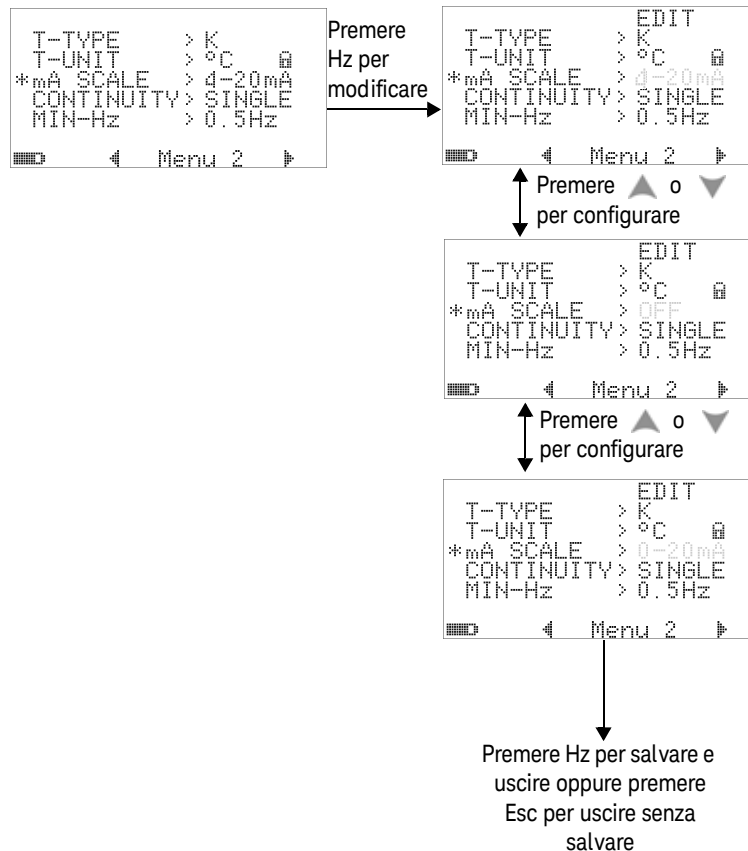 T-TYPE > K
T-UNIT > °C
*mA SCALE > 4-20mA
CONTINUITY> SINGLE
MIN-Hz > 0.5Hz
Menu 2
Premere
Hz per
modificare
EDIT
T-TYPE > K
T-UNIT > °C
*mA SCALE > 4-20mA
CONTINUITY> SINGLE
MIN-Hz > 0.5Hz
Menu 2
Premere o
per configurare
EDIT
T-TYPE > K
T-UNIT > °C
*mA SCALE > OFF
CONTINUITY> SINGLE
MIN-Hz > 0.5Hz
Menu 2
Premere o
per configurare
EDIT
T-TYPE > K
T-UNIT > °C
*mA SCALE > 0-20mA
CONTINUITY> SINGLE
MIN-Hz > 0.5Hz
Menu 2
Premere Hz per salvare e
uscire oppure premere
Esc per uscire senza
salvare